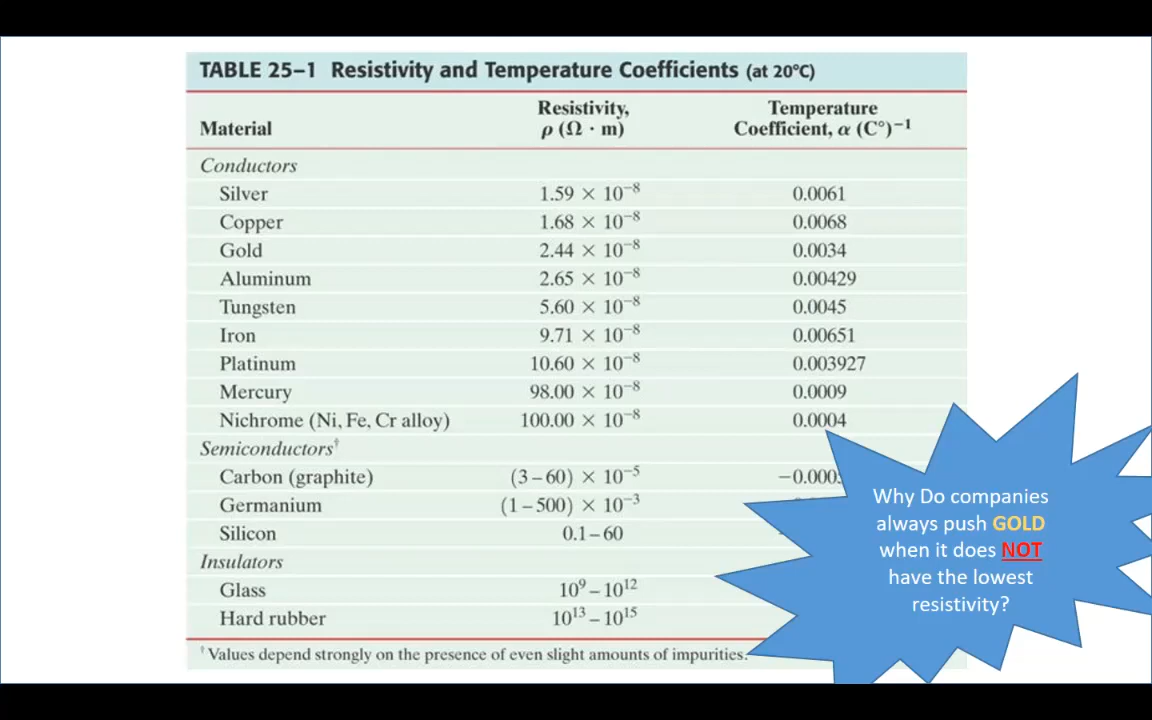 TABLE 25–1 Resistivity and Temperature Coefficients (at 20°C)
Material Resistivity, ρ (Ω · m) Temperature Coefficient, α (C°)⁻¹
Conductors
Silver 1.59 × 10⁻⁸ 0.0061
Copper 1.68 × 10⁻⁸ 0.0068
Gold 2.44 × 10⁻⁸ 0.0034
Aluminum 2.65 × 10⁻⁸ 0.00429
Tungsten 5.60 × 10⁻⁸ 0.0045
Iron 9.71 × 10⁻⁸ 0.00651
Platinum 10.60 × 10⁻⁸ 0.003927
Mercury 98.00 × 10⁻⁸ 0.0009
Nichrome (Ni, Fe, Cr alloy) 100.00 × 10⁻⁸ 0.0004
Semiconductors†
Carbon (graphite) (3–60) × 10⁻⁵
Germanium (1–500) × 10⁻³
Silicon 0.1–60
Insulators
Glass 10⁹–10¹²
Hard rubber 10¹³–10¹⁵
† Values depend strongly on the presence of even slight amounts of impurities.
Why Do companies
always push GOLD
when it does NOT
have the lowest
resistivity?